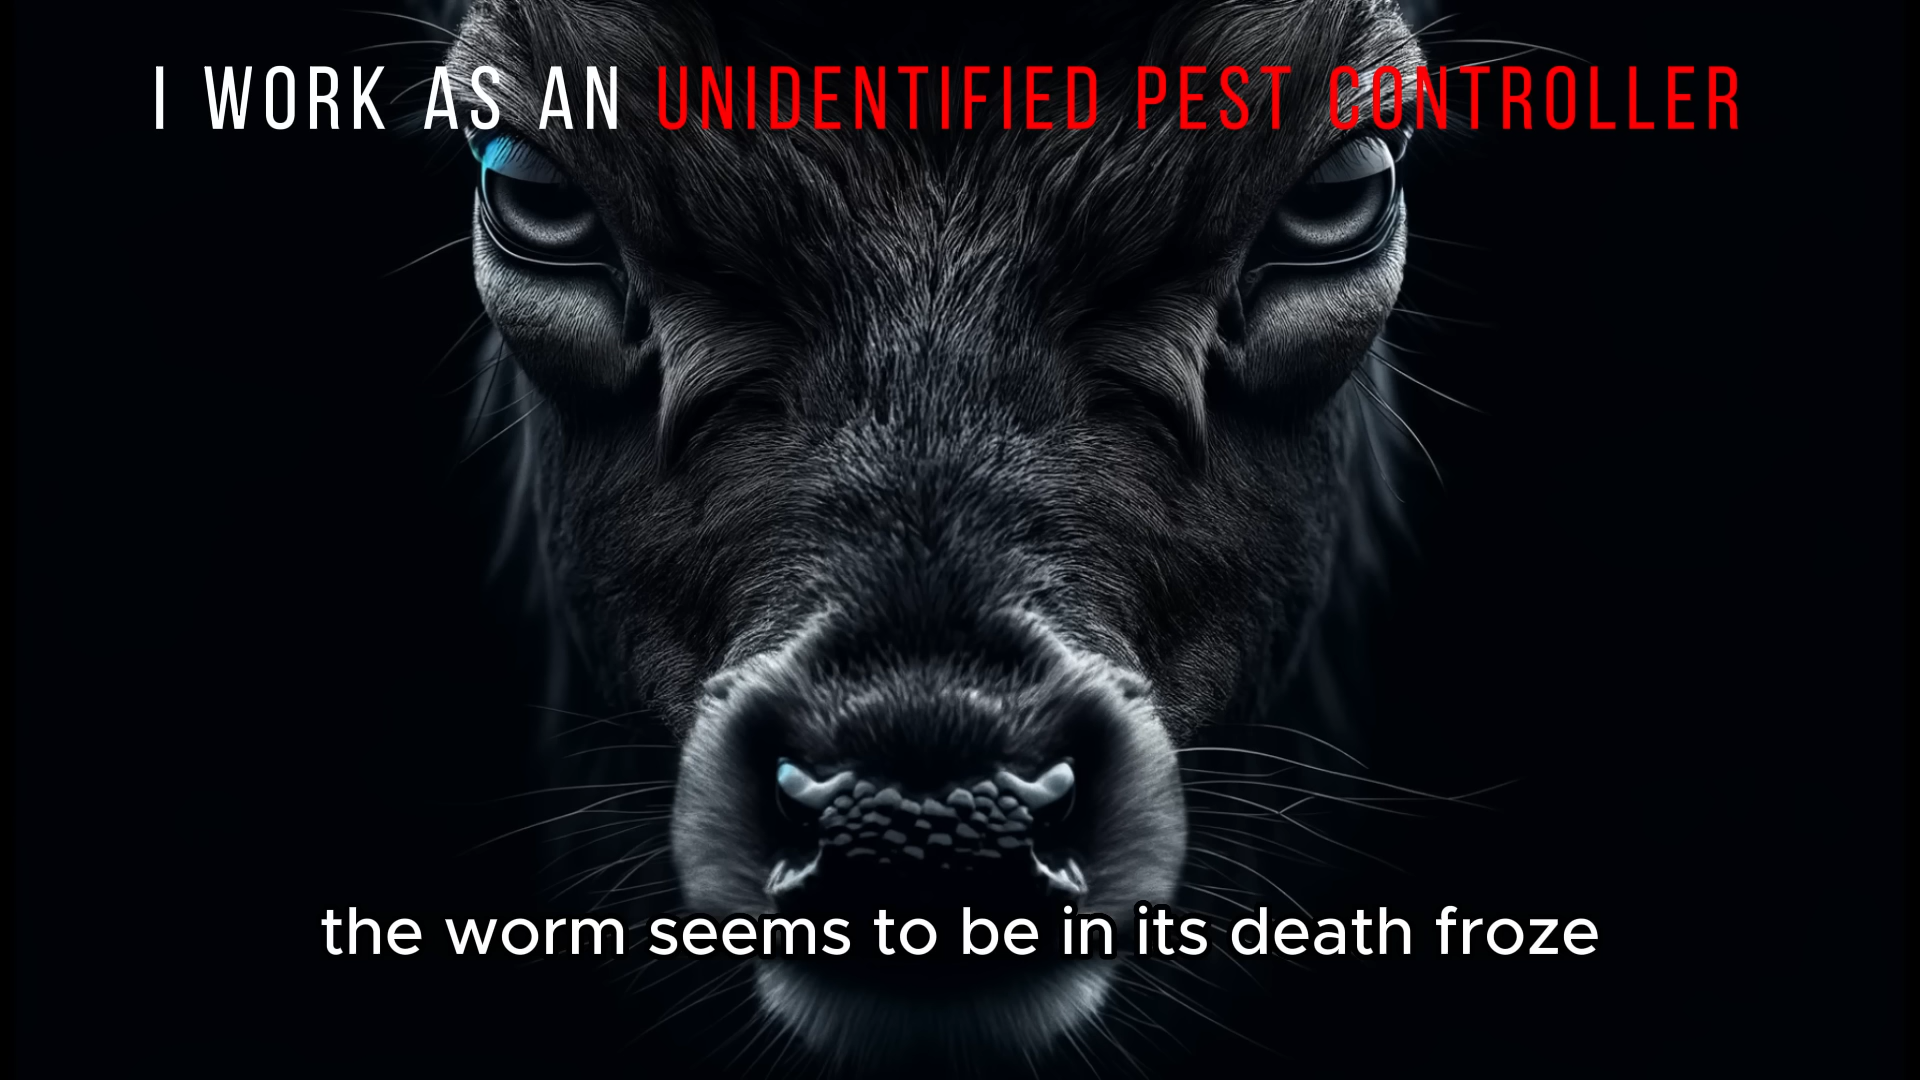 I WORK AS AN UNIDENTIFIED PEST CONTROLLER
the worm seems to be in its death froze